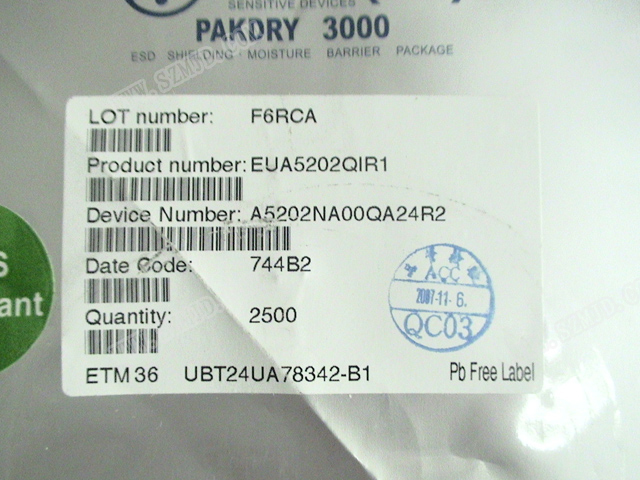 SENSITIVE DEVICES
PAKDRY 3000
ESD SHIELDING · MOISTURE BARRIER PACKAGE
LOT number: F6RCA
Product number: EUA5202QIR1
Device Number: A5202NA00QA24R2
Date Code: 744B2
Quantity: 2500
ETM 36 UBT24UA78342-B1
Pb Free Label
ACC
2007-11-6.
QC03
S
ant